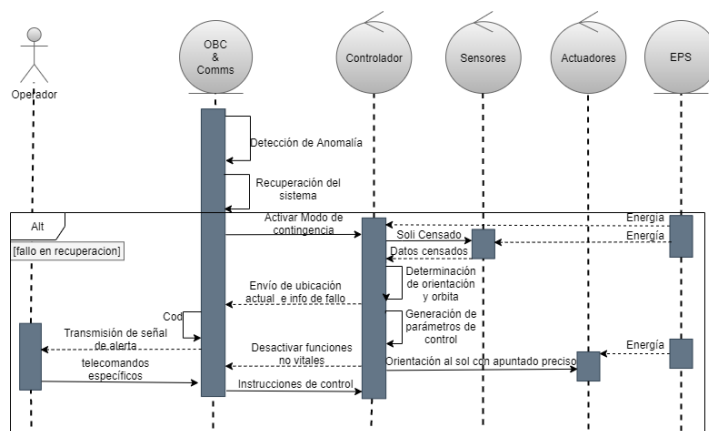 OBC
&
Comms
Controlador
Sensores
Actuadores
EPS
Operador
Detección de Anomalía
Recuperación del
sistema
Alt
[fallo en recuperacion]
Activar Modo de
contingencia
Energía
Soli Censado
Energía
Datos censados
Determinación
de orientación
y orbita
Envío de ubicación
actual e info de fallo
Cod
Generación de
parámetros de
control
Transmisión de señal
de alerta
Desactivar funciones
no vitales
Energía
Orientación al sol con apuntado preciso
telecomandos
específicos
Instrucciones de control